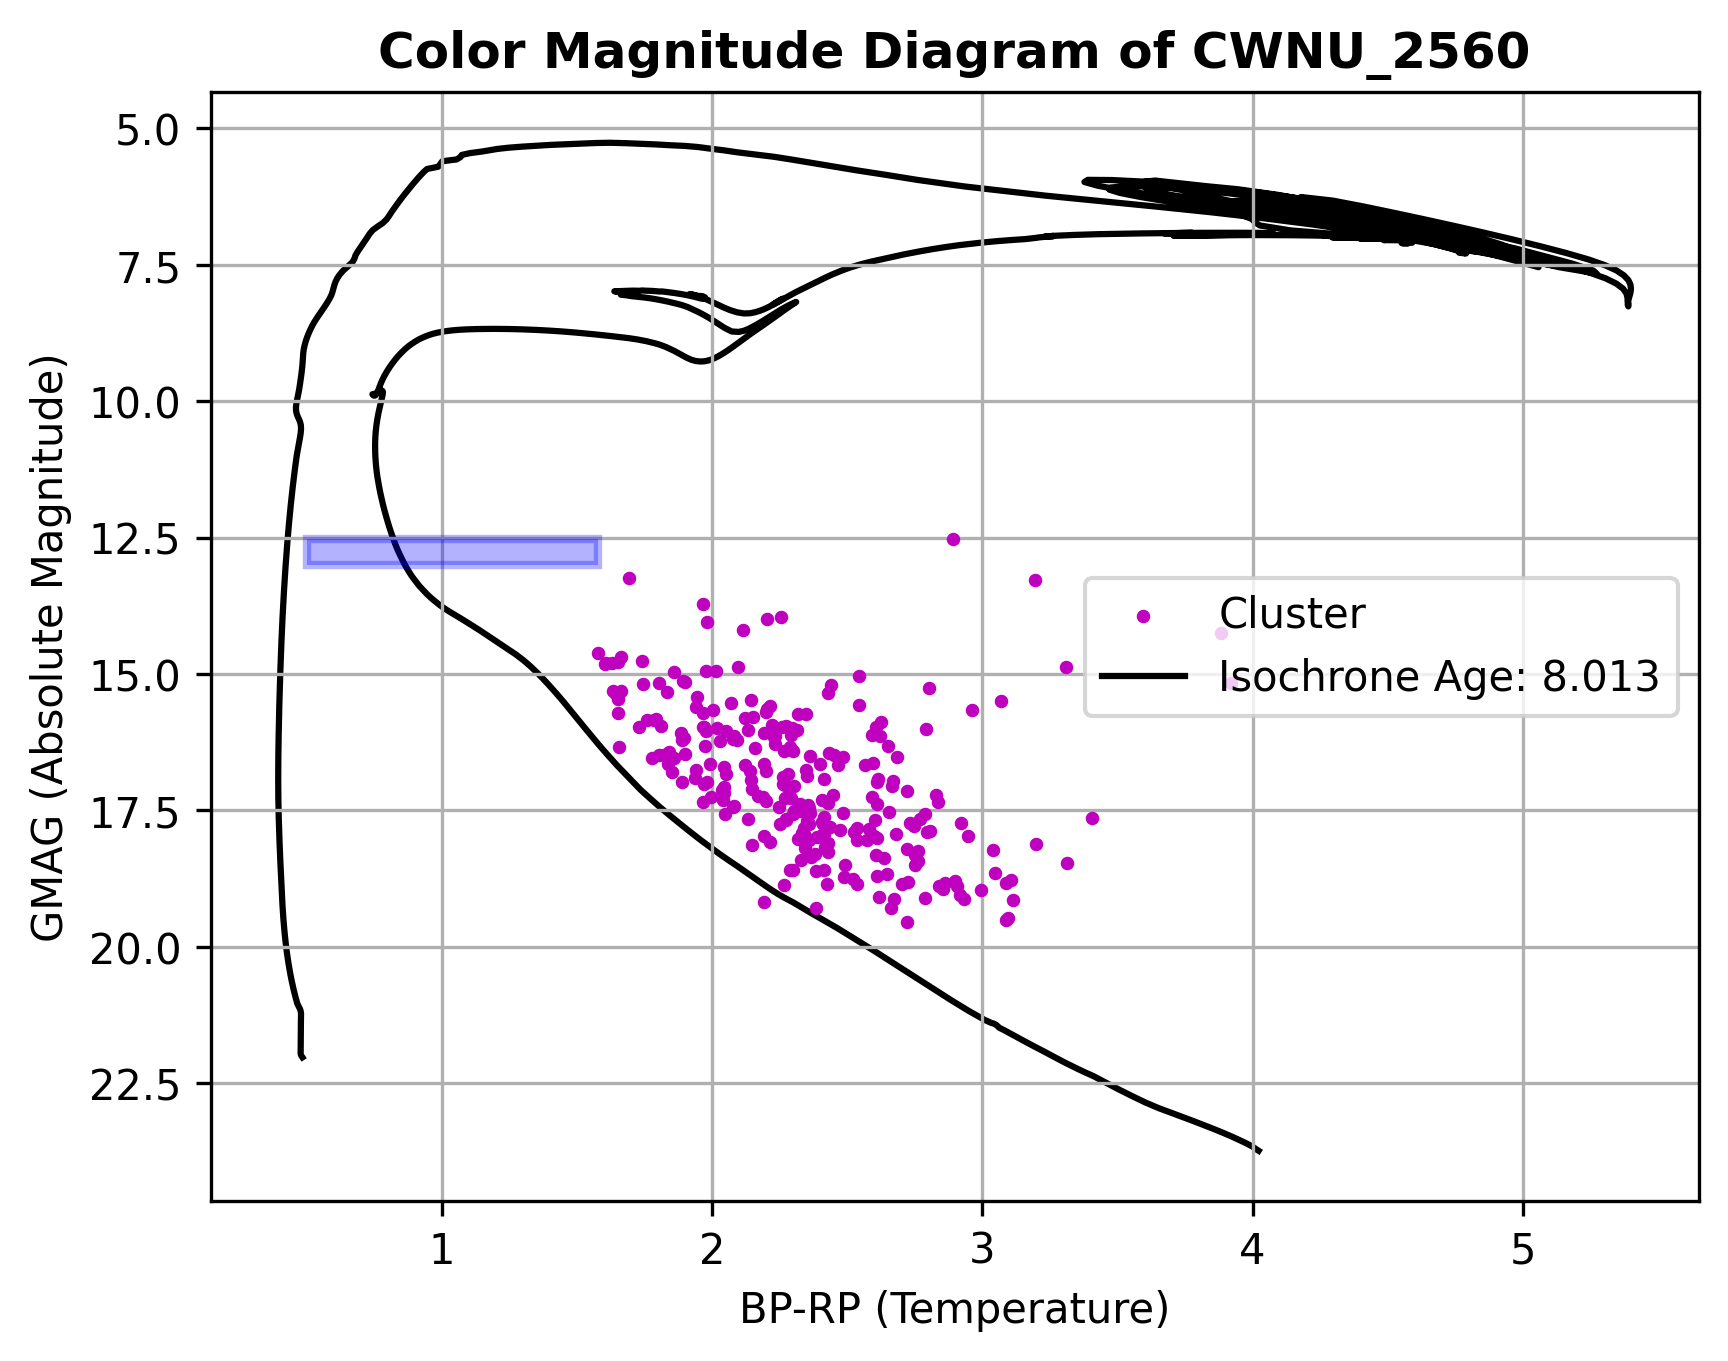 Color Magnitude Diagram of CWNU_2560
GMAG (Absolute Magnitude)
5.0
7.5
10.0
12.5
15.0
17.5
20.0
22.5
Cluster
Isochrone Age: 8.013
1
2
3
4
5
BP-RP (Temperature)